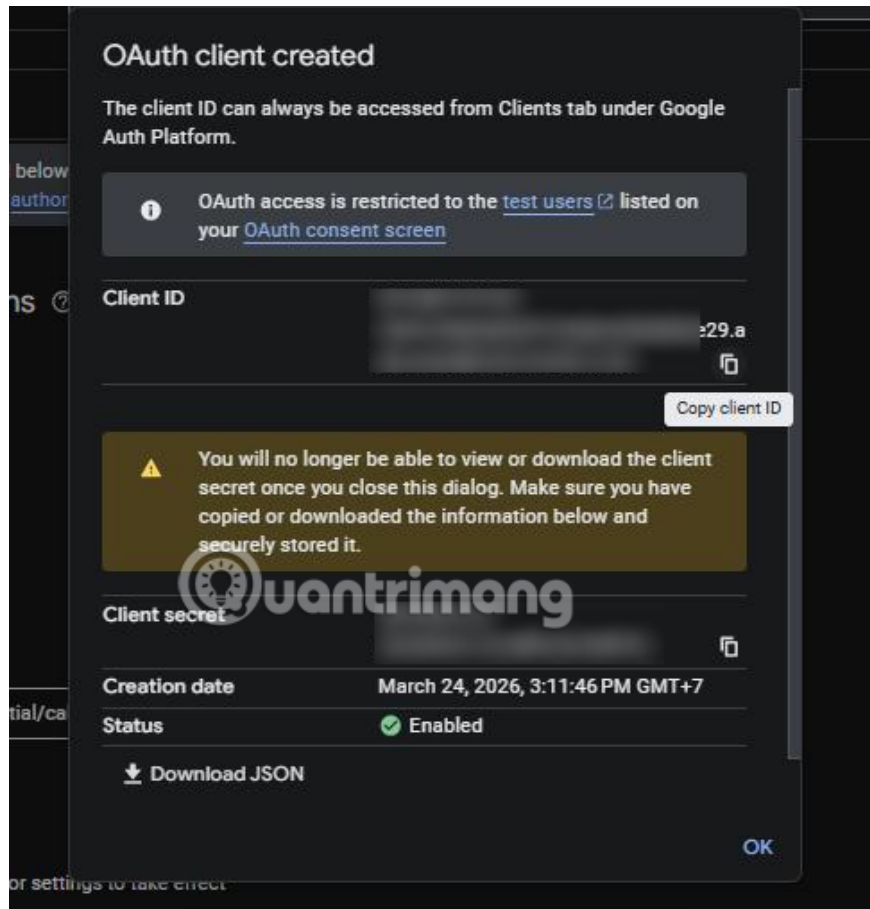 OAuth client created
The client ID can always be accessed from Clients tab under Google
Auth Platform.
below
author
OAuth access is restricted to the test users listed on
your OAuth consent screen
ns
Client ID
e29.a
Copy client ID
You will no longer be able to view or download the client
secret once you close this dialog. Make sure you have
copied or downloaded the information below and
securely stored it.
Quantrimang
Client secret
Creation date March 24, 2026, 3:11:46 PM GMT+7
tial/ca
Status Enabled
Download JSON
OK
or settings to take effect